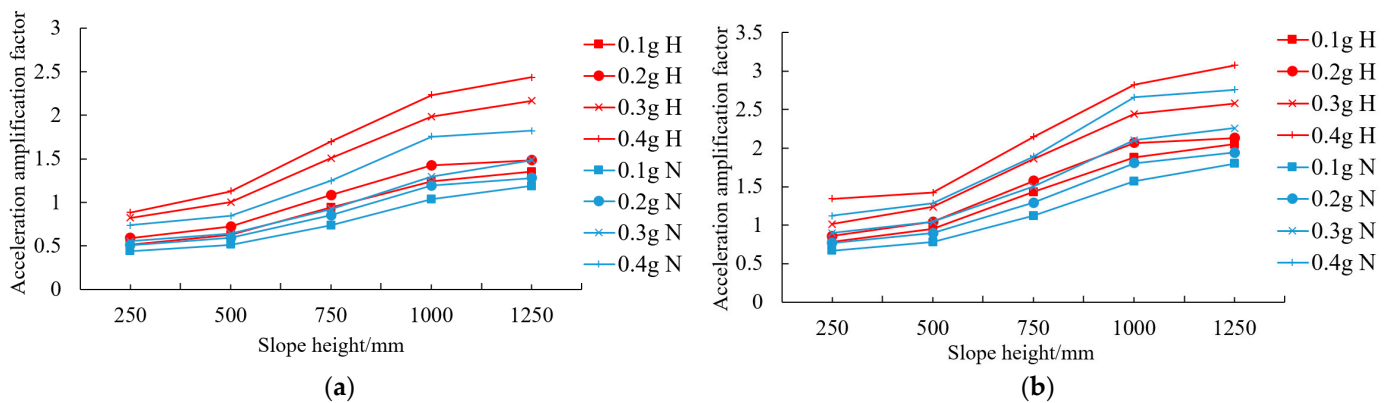 Acceleration amplification factor
3
2.5
2
1.5
1
0.5
0
250 500 750 1000 1250
Slope height/mm
0.1g H
0.2g H
0.3g H
0.4g H
0.1g N
0.2g N
0.3g N
0.4g N
(a)
Acceleration amplification factor
3.5
3
2.5
2
1.5
1
0.5
0
250 500 750 1000 1250
Slope height/mm
0.1g H
0.2g H
0.3g H
0.4g H
0.1g N
0.2g N
0.3g N
0.4g N
(b)